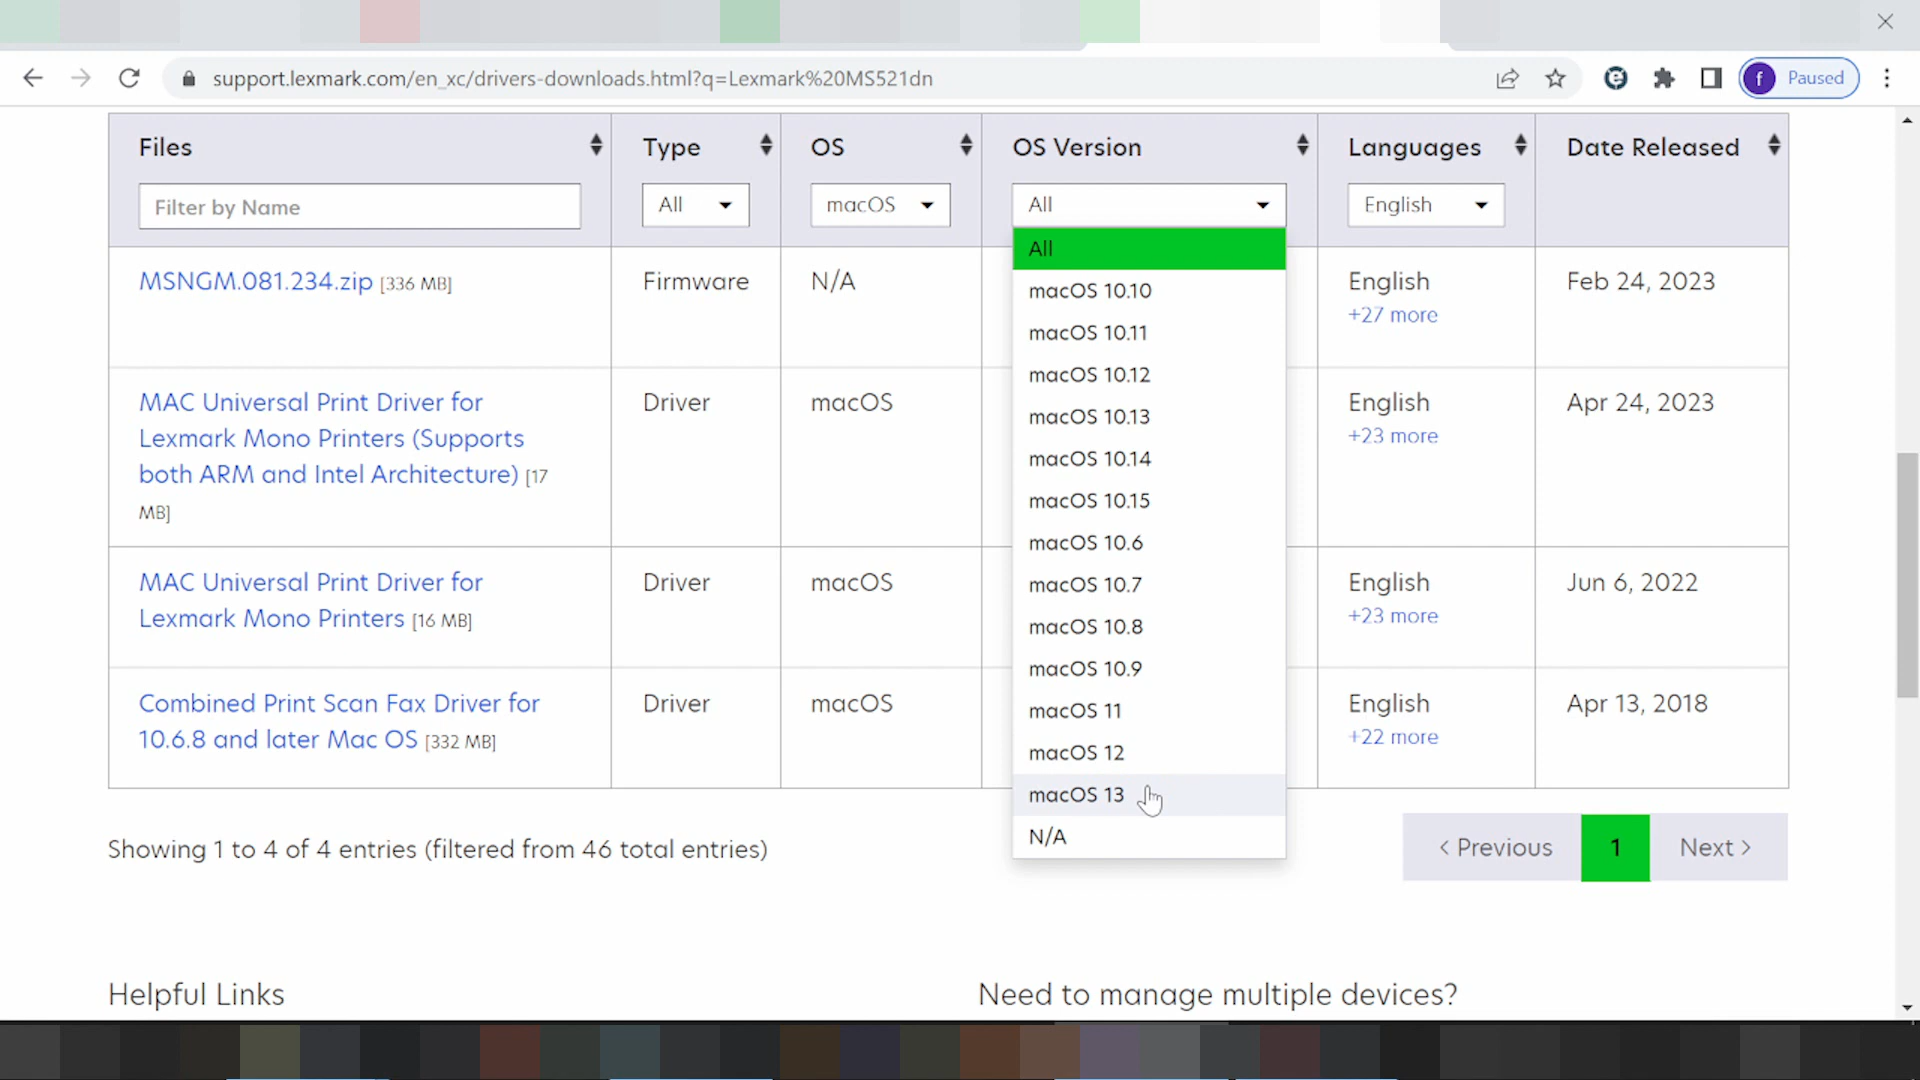 support.lexmark.com/en_xc/drivers-downloads.html?q=Lexmark%20MS521dn
f Paused
Files Type OS OS Version Languages Date Released
Filter by Name All macOS All English
All
macOS 10.10
macOS 10.11
macOS 10.12
macOS 10.13
macOS 10.14
macOS 10.15
macOS 10.6
macOS 10.7
macOS 10.8
macOS 10.9
macOS 11
macOS 12
macOS 13
N/A
MSNGM.081.234.zip [336 MB] Firmware N/A English Feb 24, 2023
+27 more
MAC Universal Print Driver for Driver macOS English Apr 24, 2023
Lexmark Mono Printers (Supports +23 more
both ARM and Intel Architecture) [17
MB]
MAC Universal Print Driver for Driver macOS English Jun 6, 2022
Lexmark Mono Printers [16 MB] +23 more
Combined Print Scan Fax Driver for Driver macOS English Apr 13, 2018
10.6.8 and later Mac OS [332 MB] +22 more
Showing 1 to 4 of 4 entries (filtered from 46 total entries)
< Previous 1 Next >
Helpful Links Need to manage multiple devices?